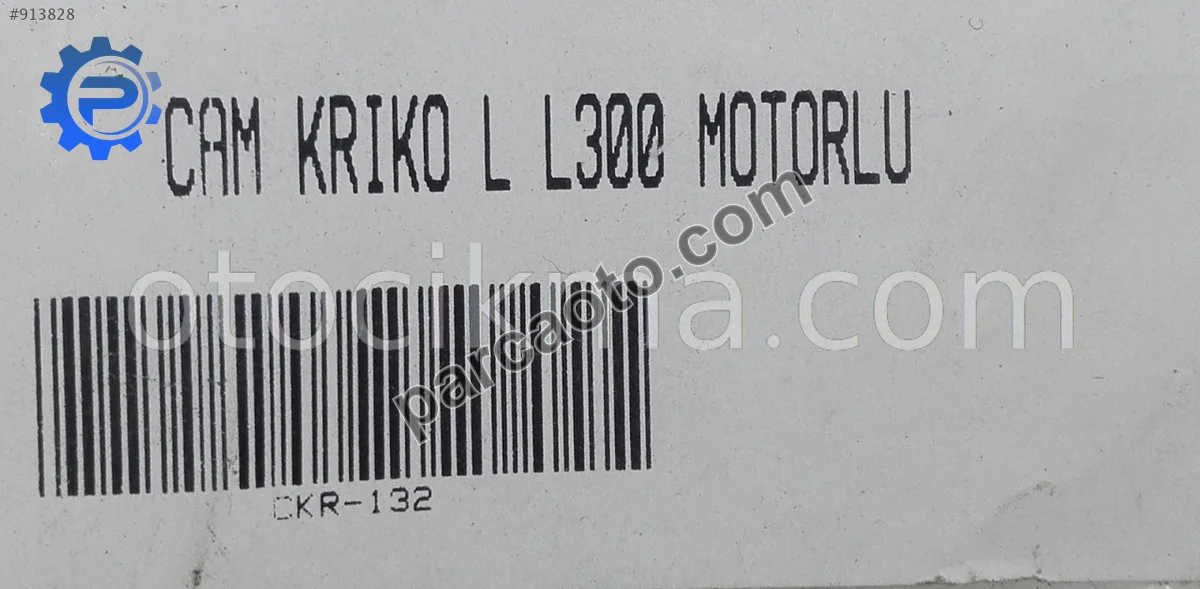 #913828
CAM KRIKO L L300 MOTORLU
parcaoto.com
otocikma.com
CKR-132